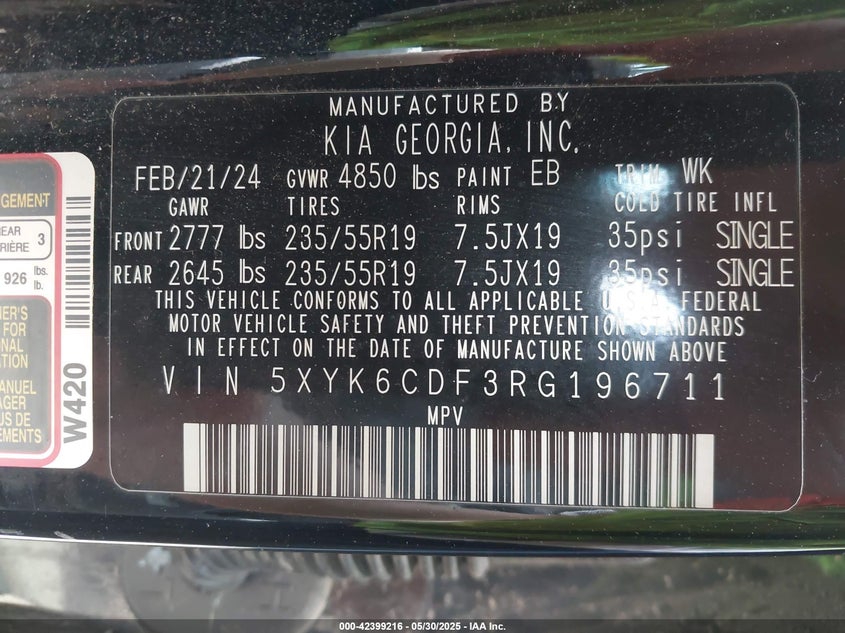 MANUFACTURED BY
KIA GEORGIA, INC.
FEB/21/24 GVWR 4850 lbs PAINT EB TRIM WK
GAWR TIRES RIMS COLD TIRE INFL
FRONT 2777 lbs 235/55R19 7.5JX19 35psi SINGLE
REAR 2645 lbs 235/55R19 7.5JX19 35psi SINGLE
THIS VEHICLE CONFORMS TO ALL APPLICABLE U.S.A. FEDERAL
MOTOR VEHICLE SAFETY AND THEFT PREVENTION STANDARDS
IN EFFECT ON THE DATE OF MANUFACTURE SHOWN ABOVE
VIN 5XYK6CDF3RG196711
MPV
W420
3
926 lbs.
lb.
FOR
MANUEL
DE
000-42399216 - 05/30/2025 - IAA Inc.